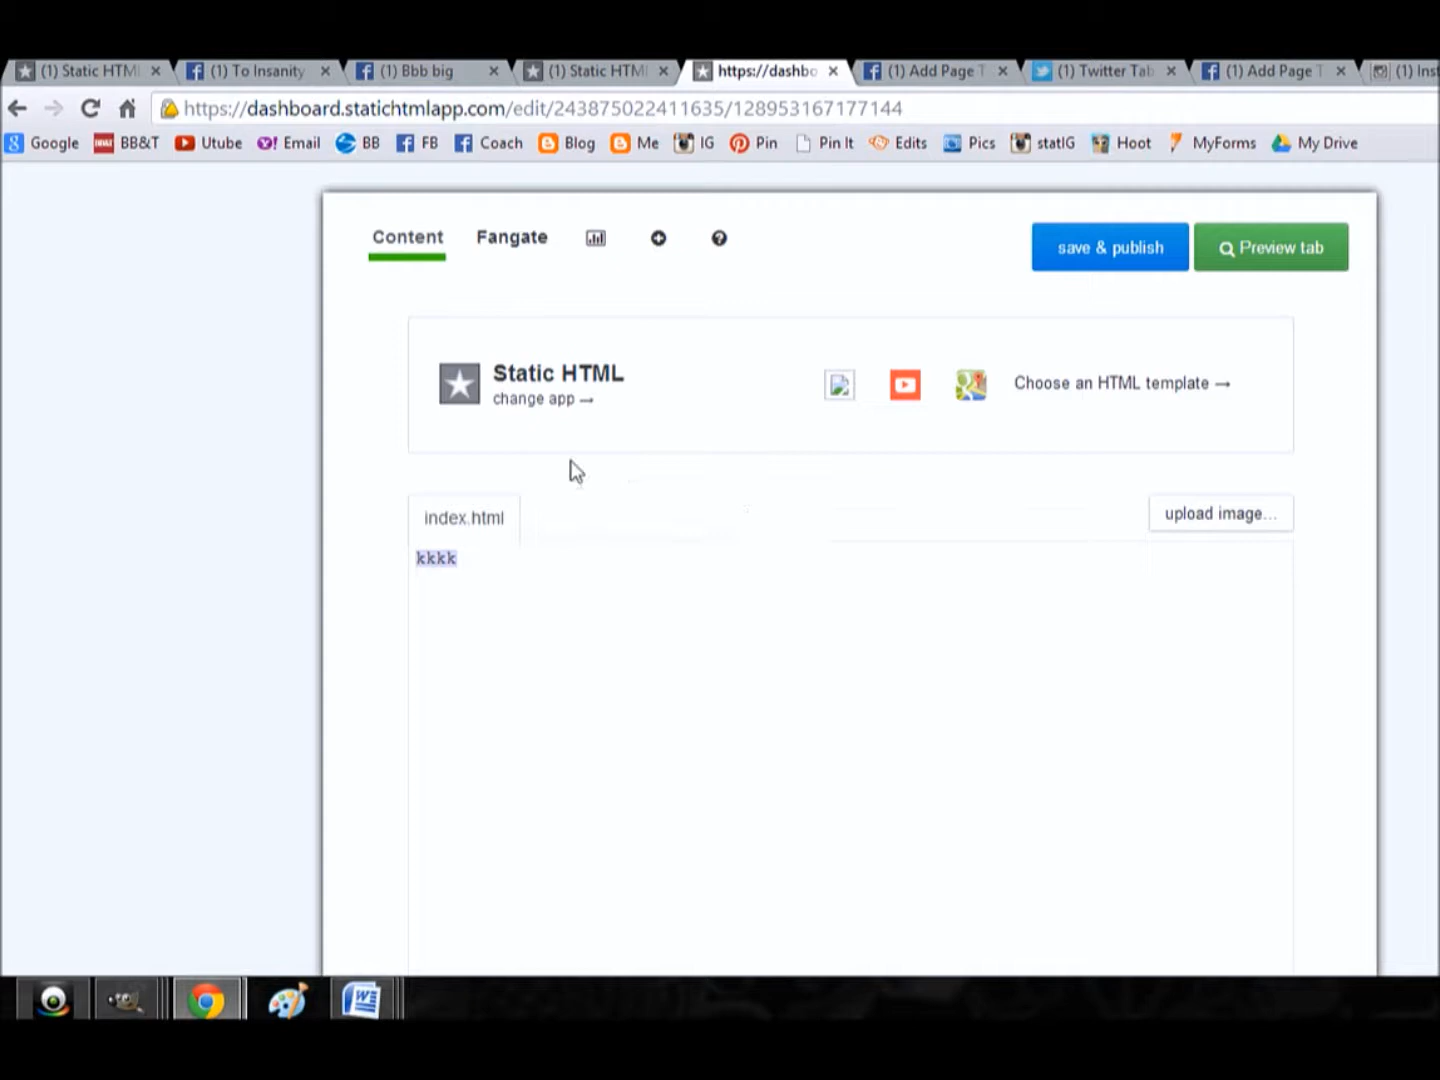 (1) Static HTML (1) To Insanity (1) Bbb big (1) Static HTML https://dashbo (1) Add Page T (1) Twitter Tab (1) Add Page T (1) Inst
https://dashboard.statichtmlapp.com/edit/243875022411635/128953167177144
Google BB&T Utube Email BB FB Coach Blog Me IG Pin Pin It Edits Pics statIG Hoot MyForms My Drive
Content Fangate save & publish Preview tab
Static HTML
change app → Choose an HTML template →
index.html upload image...
kkkk